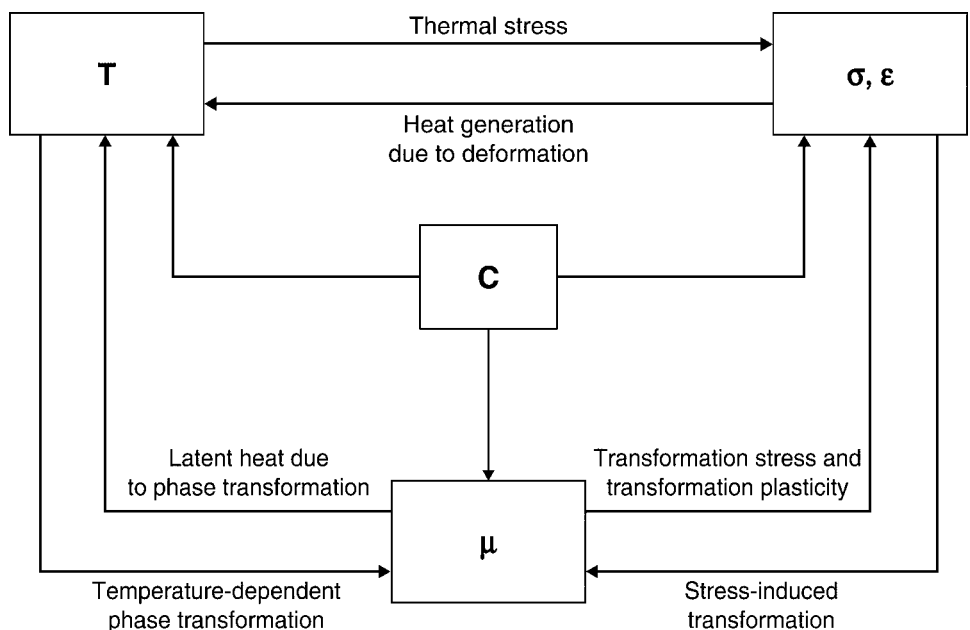 Thermal stress
T
σ, ε
Heat generation
due to deformation
C
Latent heat due
to phase transformation
Transformation stress and
transformation plasticity
μ
Temperature-dependent
phase transformation
Stress-induced
transformation